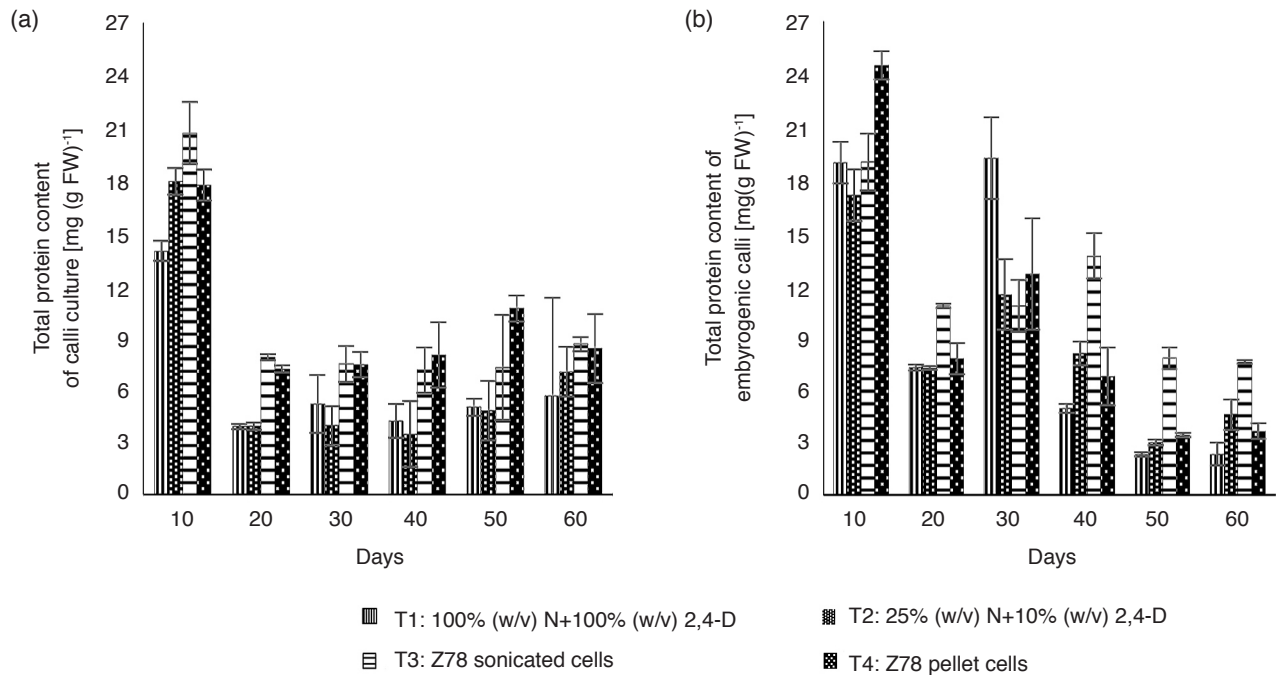 (a)
27
24
21
18
15
12
9
6
3
0
Total protein content
of calli culture [mg (g FW)-1]
10 20 30 40 50 60
Days
(b)
27
24
21
18
15
12
9
6
3
0
Total protein content of
embyrogenic calli [mg(g FW)-1]
10 20 30 40 50 60
Days
T1: 100% (w/v) N+100% (w/v) 2,4-D
T2: 25% (w/v) N+10% (w/v) 2,4-D
T3: Z78 sonicated cells
T4: Z78 pellet cells